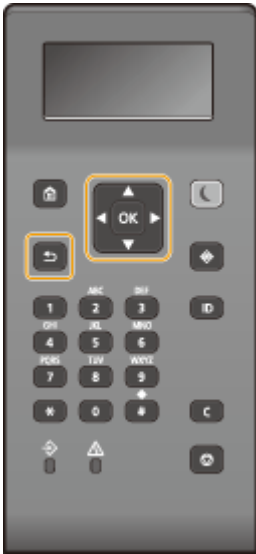 OK
ABC DEF
1 2 3 ID
GHI JKL MNO
4 5 6
PQRS TUV WXYZ
7 8 9
* 0 # C